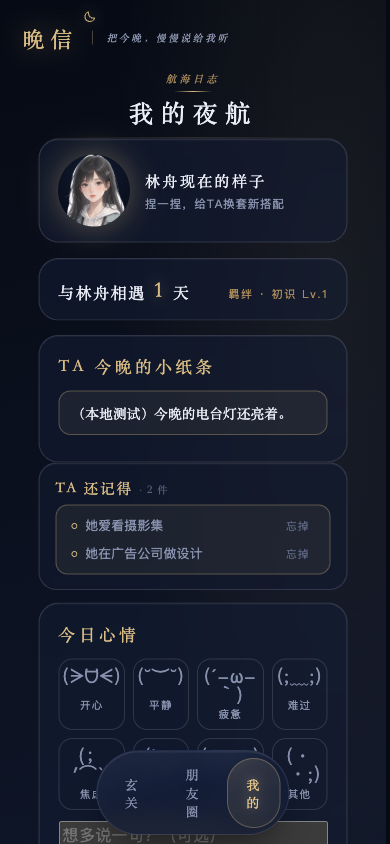 晚信
把今晚，慢慢说给我听
航海日志
我的夜航
林舟现在的样子
捏一捏，给TA换套新搭配
与林舟相遇 1 天
羁绊 · 初识 Lv.1
TA 今晚的小纸条
（本地测试）今晚的电台灯还亮着。
TA 还记得 · 2 件
她爱看摄影集 忘掉
她在广告公司做设计 忘掉
今日心情
开心 平静 疲惫 难过
其他
玄关
朋友圈
我的
想多说一句？（可选）